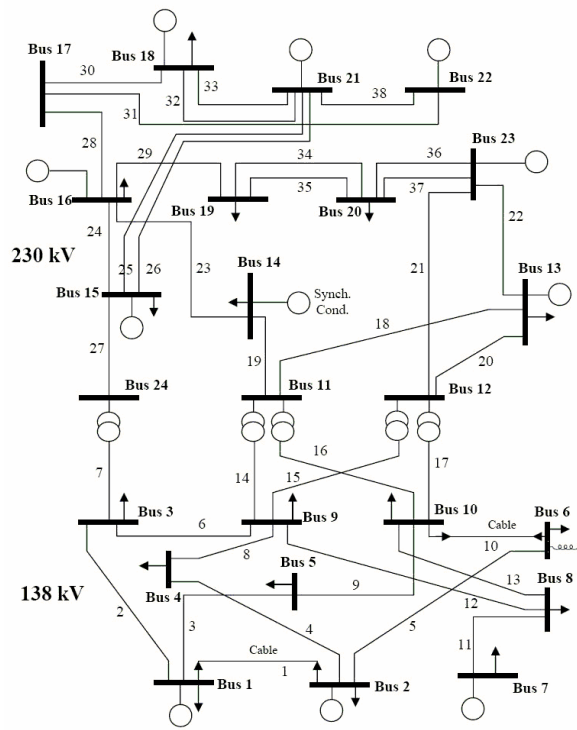 Bus 17
Bus 18
Bus 21
Bus 22
30
33
32
31
38
28
Bus 23
29
34
36
35
37
Bus 16
Bus 19
Bus 20
22
24
230 kV
25
26
23
Bus 14
21
Bus 13
Bus 15
Synch.
Cond.
18
27
19
20
Bus 24
Bus 11
Bus 12
16
7
14
15
17
Bus 3
Bus 9
Bus 10
Bus 6
6
Cable
10
8
Bus 5
Bus 4
9
13
Bus 8
138 kV
12
2
3
4
5
Cable
11
1
Bus 1
Bus 2
Bus 7